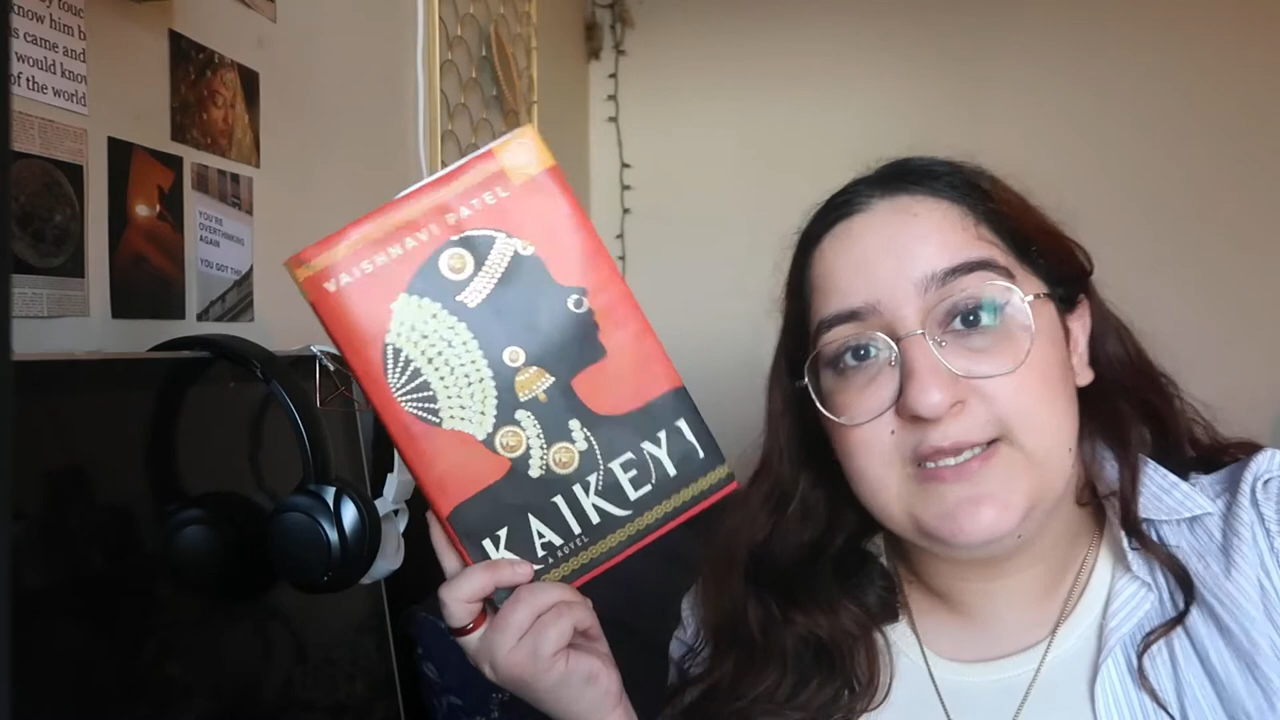 know him b
s came and
would know
of the world
YOU'RE
OVERTHINKING
AGAIN
YOU GOT THIS
VAISHNAVI PATEL
KAIKEYI
A NOVEL